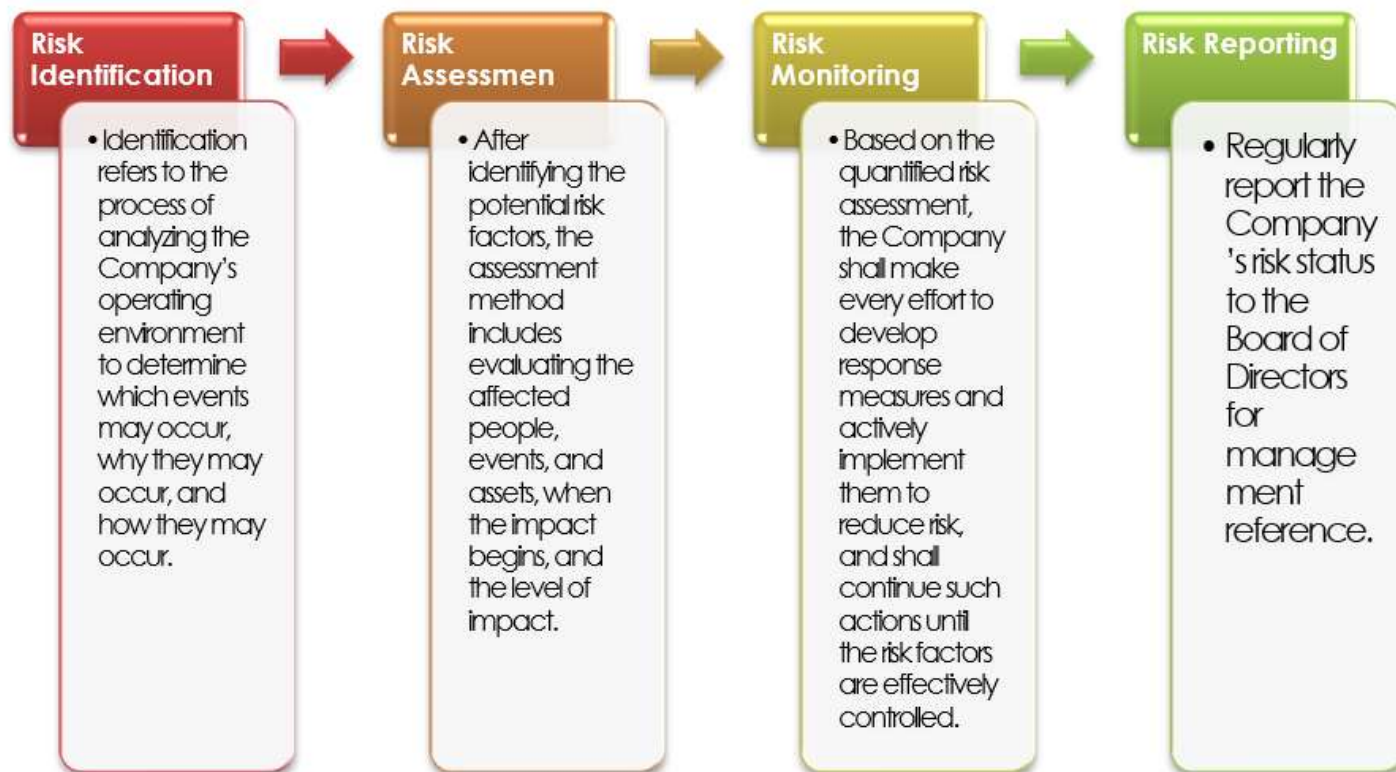 Risk
Identification
• Identification
refers to the
process of
analyzing the
Company's
operating
environment
to determine
which events
may occur,
why they may
occur, and
how they may
occur.
Risk
Assessmen
• After
identifying the
potential risk
factors, the
assessment
method
includes
evaluating the
affected
people,
events, and
assets, when
the impact
begins, and
the level of
impact.
Risk
Monitoring
• Based on the
quantified risk
assessment,
the Company
shall make
every effort to
develop
response
measures and
actively
implement
them to
reduce risk,
and shall
continue such
actions until
the risk factors
are effectively
controlled.
Risk Reporting
• Regularly
report the
Company
's risk status
to the
Board of
Directors
for
manage
ment
reference.